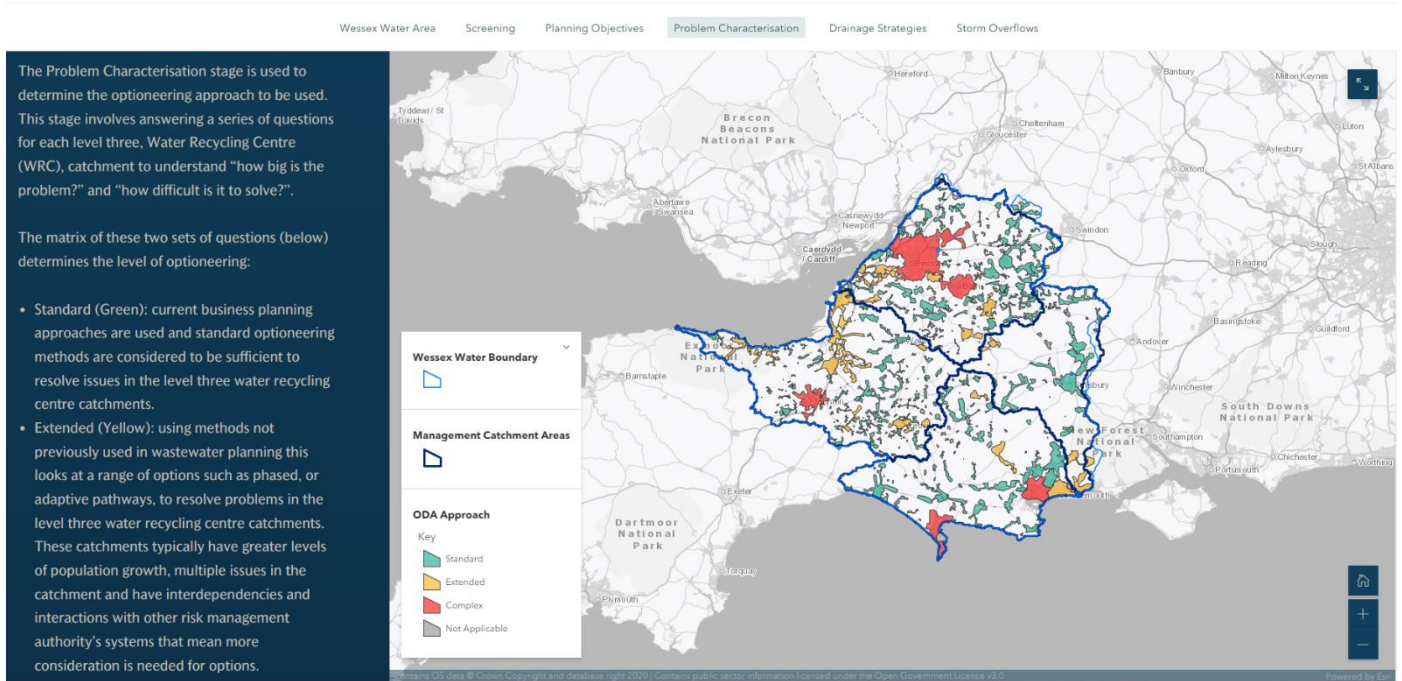 Wessex Water Area Screening Planning Objectives Problem Characterisation Drainage Strategies Storm Overflows
The Problem Characterisation stage is used to
determine the optioneering approach to be used.
This stage involves answering a series of questions
for each level three, Water Recycling Centre
(WRC), catchment to understand “how big is the
problem?” and “how difficult is it to solve?”.
The matrix of these two sets of questions (below)
determines the level of optioneering:
• Standard (Green): current business planning
approaches are used and standard optioneering
methods are considered to be sufficient to
resolve issues in the level three water recycling
centre catchments.
• Extended (Yellow): using methods not
previously used in wastewater planning this
looks at a range of options such as phased, or
adaptive pathways, to resolve problems in the
level three water recycling centre catchments.
These catchments typically have greater levels
of population growth, multiple issues in the
catchment and have interdependencies and
interactions with other risk management
authority's systems that mean more
consideration is needed for options.
Hereford
Banbury
Milton Keynes
Tyddewi / St
Davids
Brecon
Beacons
National Park
Cheltenham
Gloucester
Luton
Aylesbury
Oxford
St Albans
Abertawe
Swansea
Casnewydd
Newport
Swindon
Caerdydd
/ Cardiff
Slough
Reading
Basingstoke
Guildford
Andover
Barnstaple
Park
Winchester
South Downs
National Park
New Forest
National
Park
Southampton
Chichester
Worthing
Portsmouth
Exeter
Dartmoor
National
Park
Torquay
Plymouth
Wessex Water Boundary
Management Catchment Areas
ODA Approach
Key
Standard
Extended
Complex
Not Applicable
Contains OS data © Crown Copyright and database right 2020 | Contains public sector information licensed under the Open Government Licence v3.0.
Powered by Esri